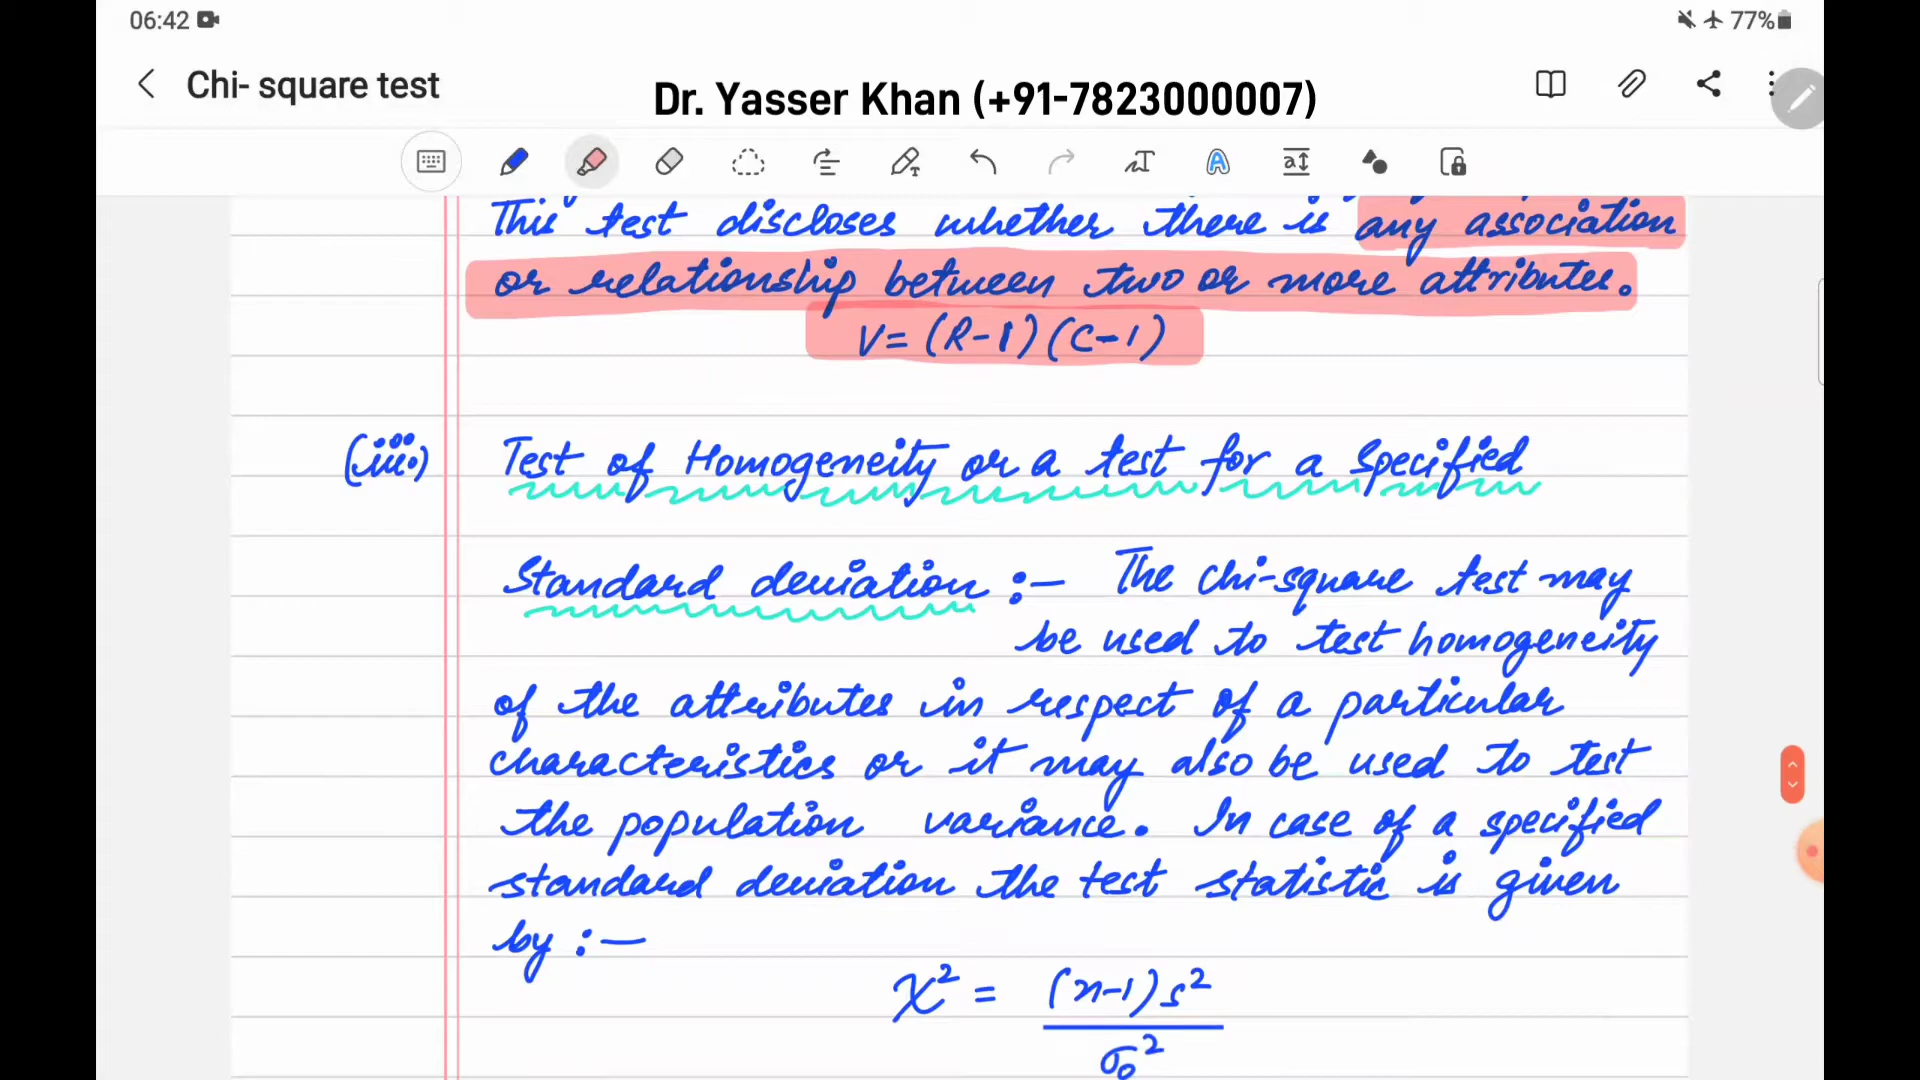 06:42
77%
Chi- square test
Dr. Yasser Khan (+91-7823000007)
This test discloses whether there is any association
or relationship between two or more attributes.
V = (R-1) (C-1)
(iii.) Test of Homogeneity or a test for a specified
Standard deviation :- The chi-square test may
be used to test homogeneity
of the attributes in respect of a particular
characteristics or it may also be used to test
the population variance. In case of a specified
standard deviation the test statistic is given
by :-
χ² = (n-1) s²
σ₀²